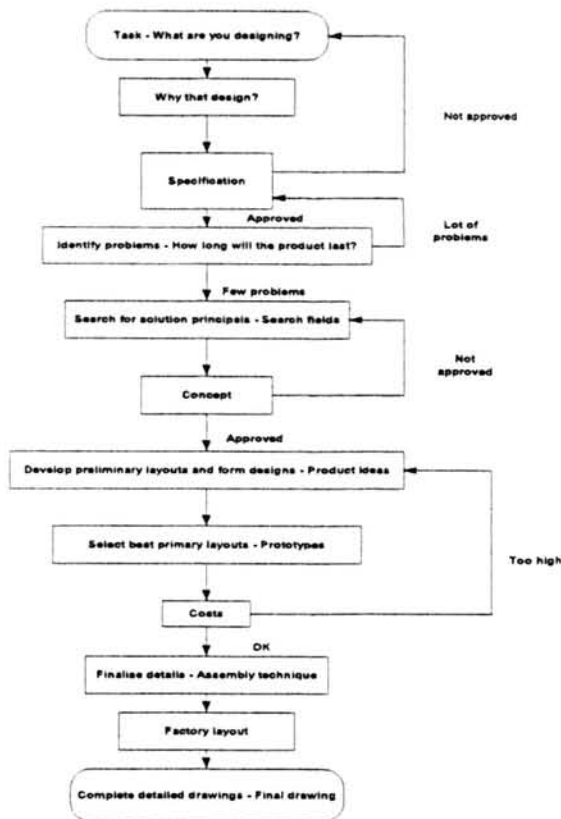 Task - What are you designing?
Why that design?
Not approved
Specification
Approved
Lot of
problems
Identify problems - How long will the product last?
Few problems
Search for solution principels - Search fields
Not
approved
Concept
Approved
Develop preliminary layouts and form designs - Product ideas
Select best primary layouts - Prototypes
Too high
Costs
OK
Finalise details - Assembly technique
Factory layout
Complete detailed drawings - Final drawing